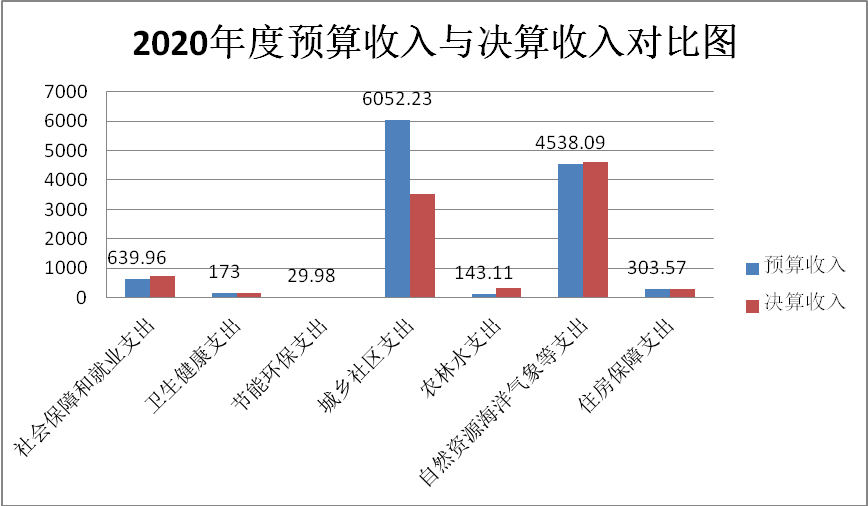 2020年度预算收入与决算收入对比图
7000
6000
5000
4000
3000
2000
1000
0
639.96
173
29.98
6052.23
143.11
4538.09
303.57
社会保障和就业支出
卫生健康支出
节能环保支出
城乡社区支出
农林水支出
自然资源海洋气象等支出
住房保障支出
预算收入
决算收入